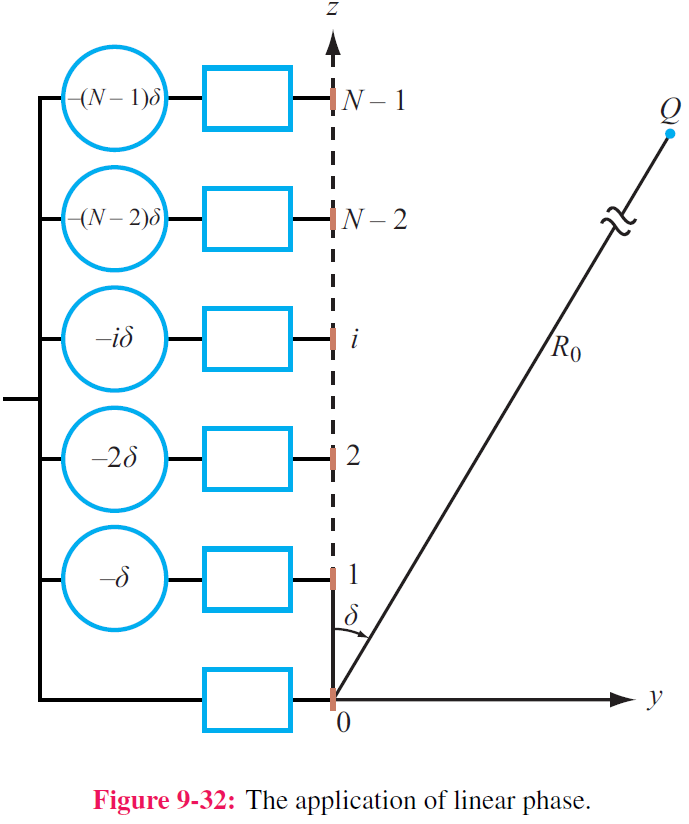 z
–(N – 1)δ
N – 1
Q
–(N – 2)δ
N – 2
–iδ
i
R0
–2δ
2
–δ
1
δ
y
0
Figure 9-32: The application of linear phase.